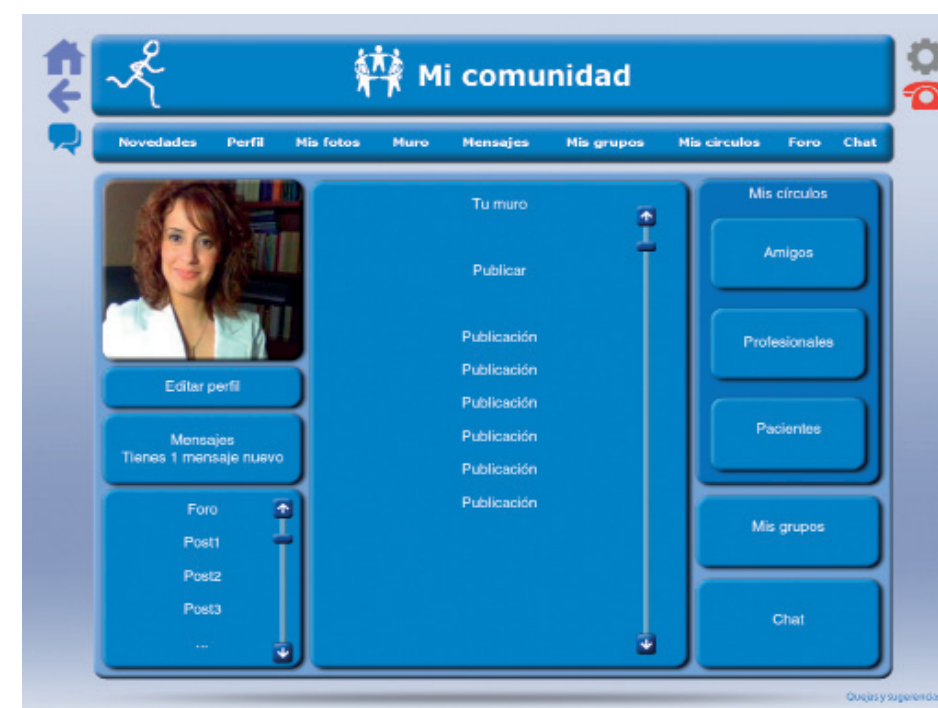 Mi comunidad
Novedades Perfil Mis fotos Muro Mensajes Mis grupos Mis circulos Foro Chat
Editar perfil
Mensajes
Tienes 1 mensaje nuevo
Foro
Post1
Post2
Post3
...
Tu muro
Publicar
Publicación
Publicación
Publicación
Publicación
Publicación
Publicación
Mis círculos
Amigos
Profesionales
Pacientes
Mis grupos
Chat
Quejas y sugerencia